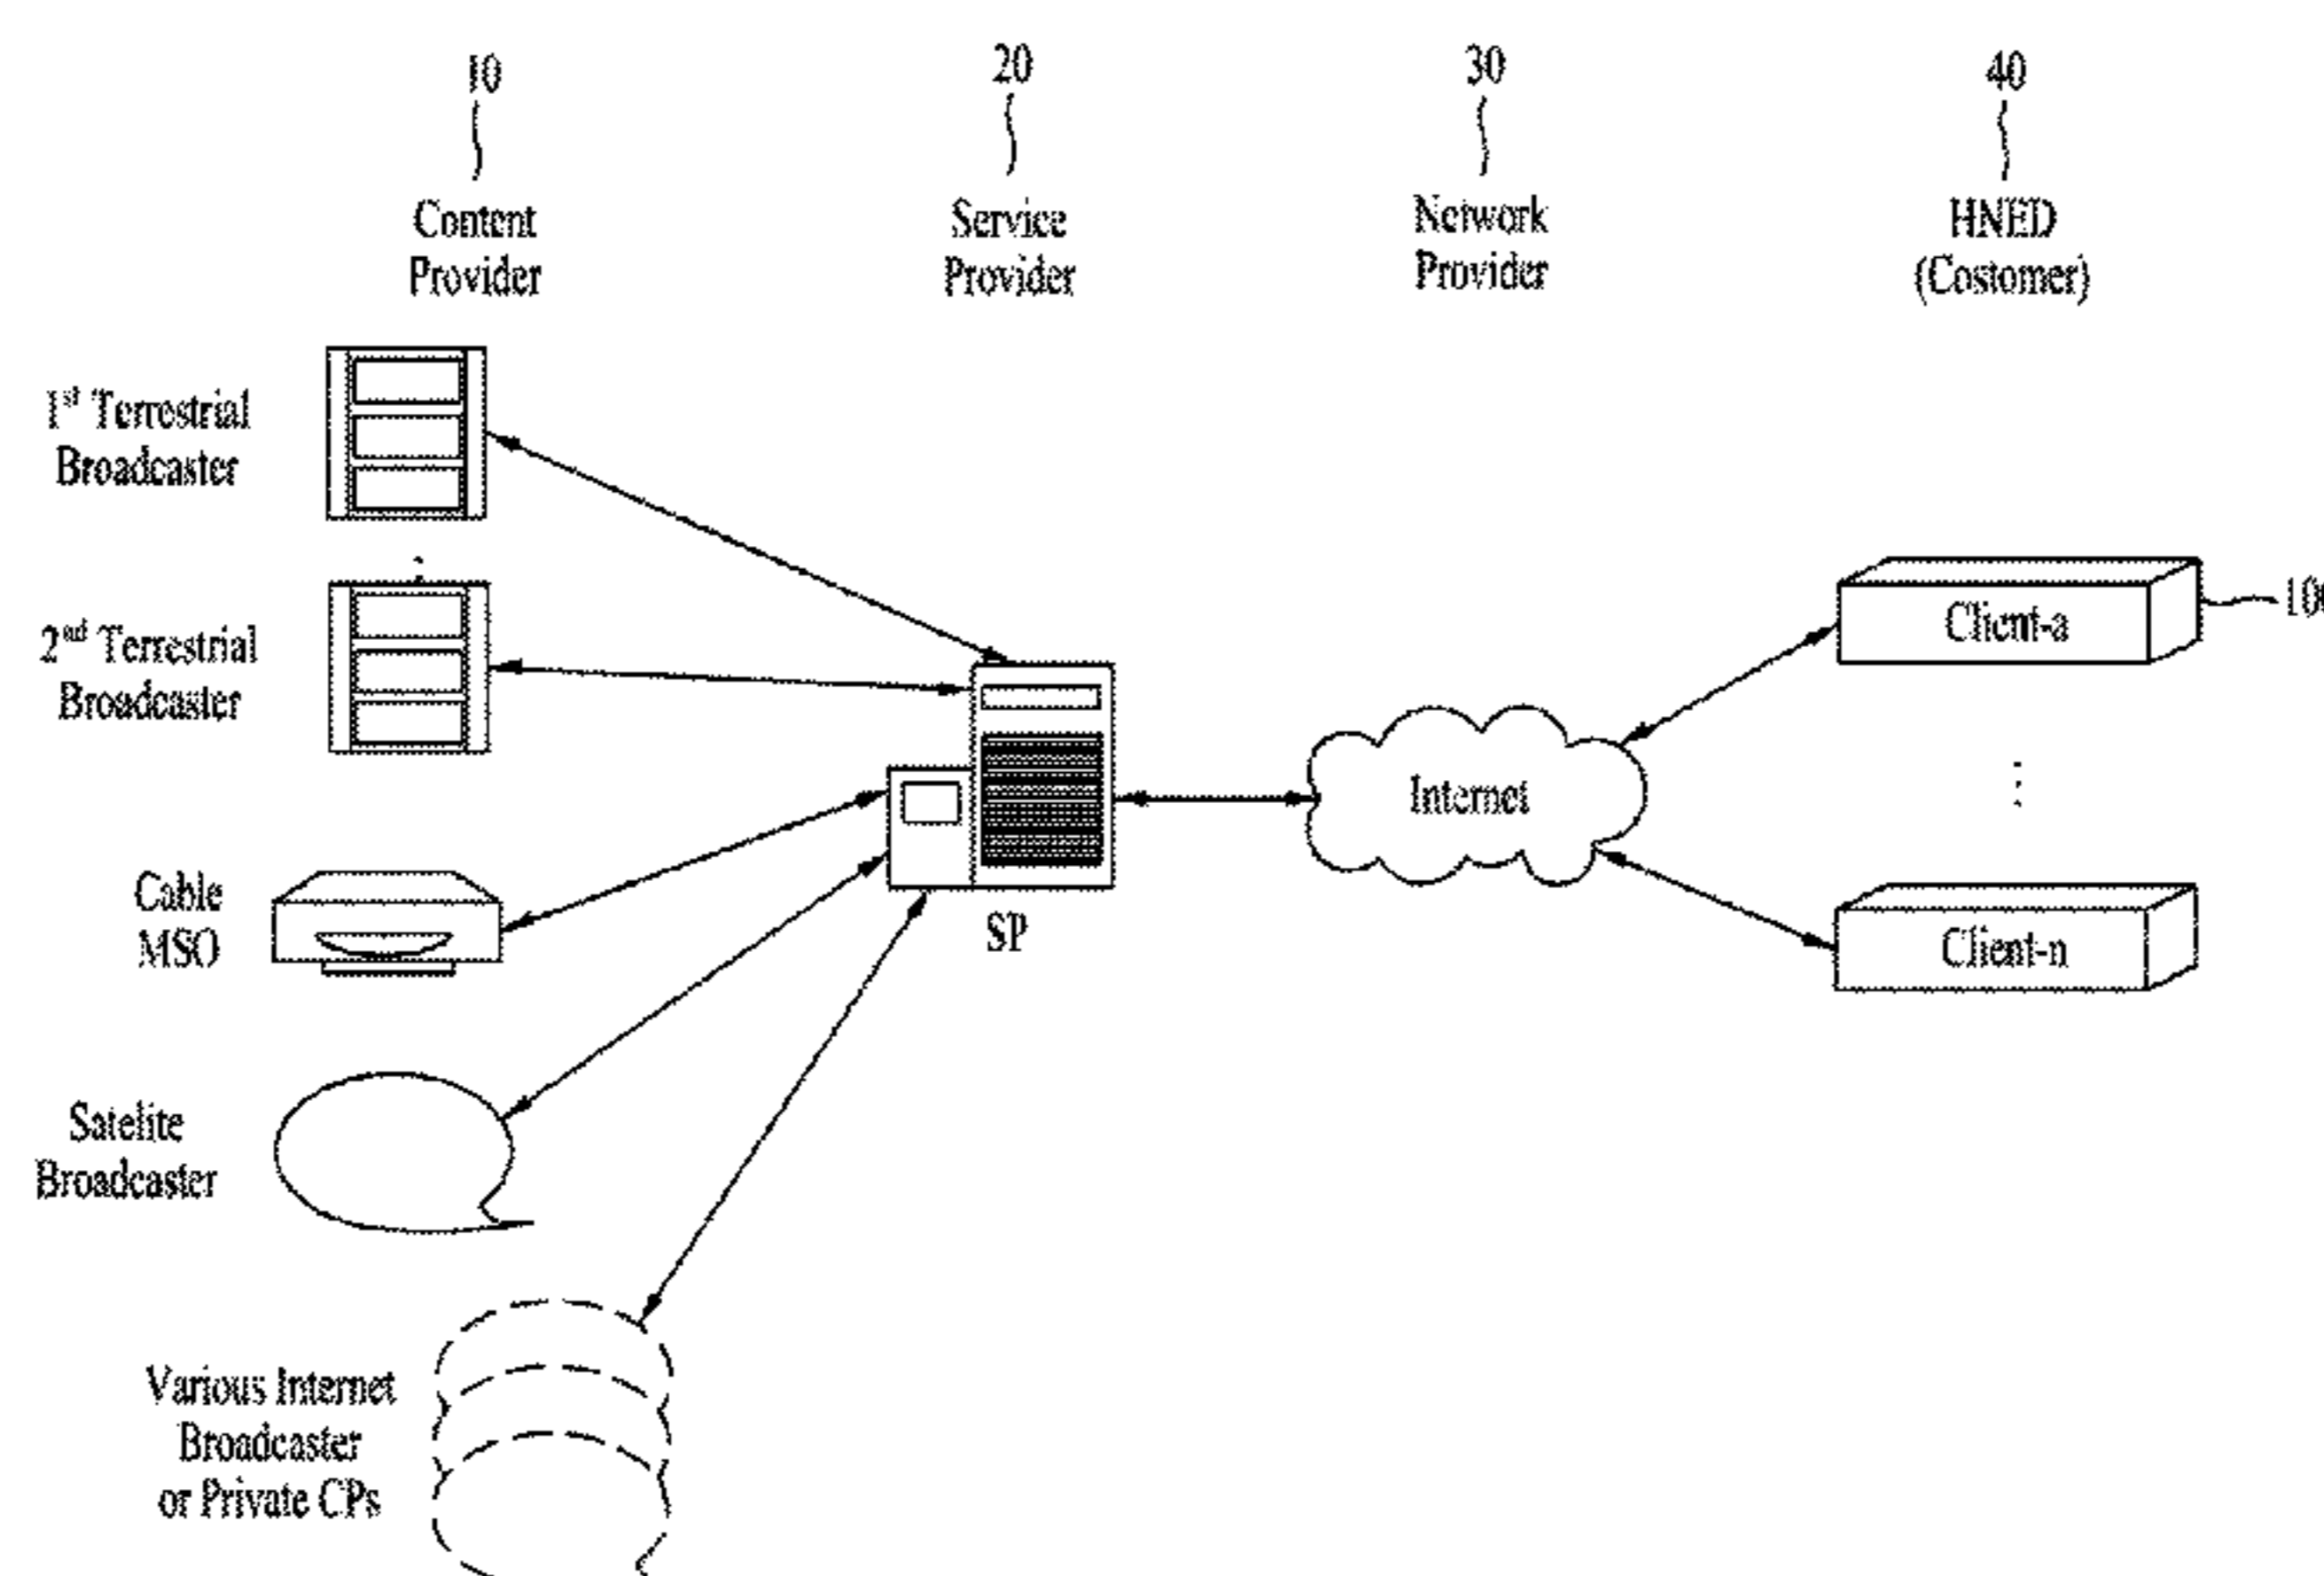 10
20
30
40
Content
Provider
Service
Provider
Network
Provider
HNED
(Costomer)
1st Terrestrial
Broadcaster
2nd Terrestrial
Broadcaster
Client-a
Internet
Cable
MSO
SP
Client-n
Satelite
Broadcaster
Various Internet
Broadcaster
or Private CPs